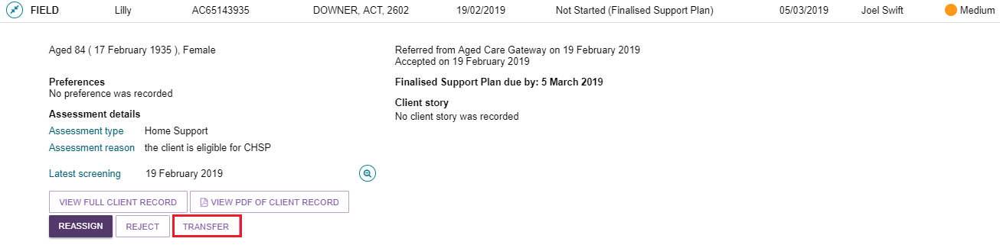 FIELD Lilly AC65143935 DOWNER, ACT, 2602 19/02/2019 Not Started (Finalised Support Plan) 05/03/2019 Joel Swift Medium
Aged 84 ( 17 February 1935 ), Female
Preferences
No preference was recorded
Assessment details
Assessment type Home Support
Assessment reason the client is eligible for CHSP
Latest screening 19 February 2019
Referred from Aged Care Gateway on 19 February 2019
Accepted on 19 February 2019
Finalised Support Plan due by: 5 March 2019
Client story
No client story was recorded
VIEW FULL CLIENT RECORD VIEW PDF OF CLIENT RECORD
REASSIGN REJECT TRANSFER